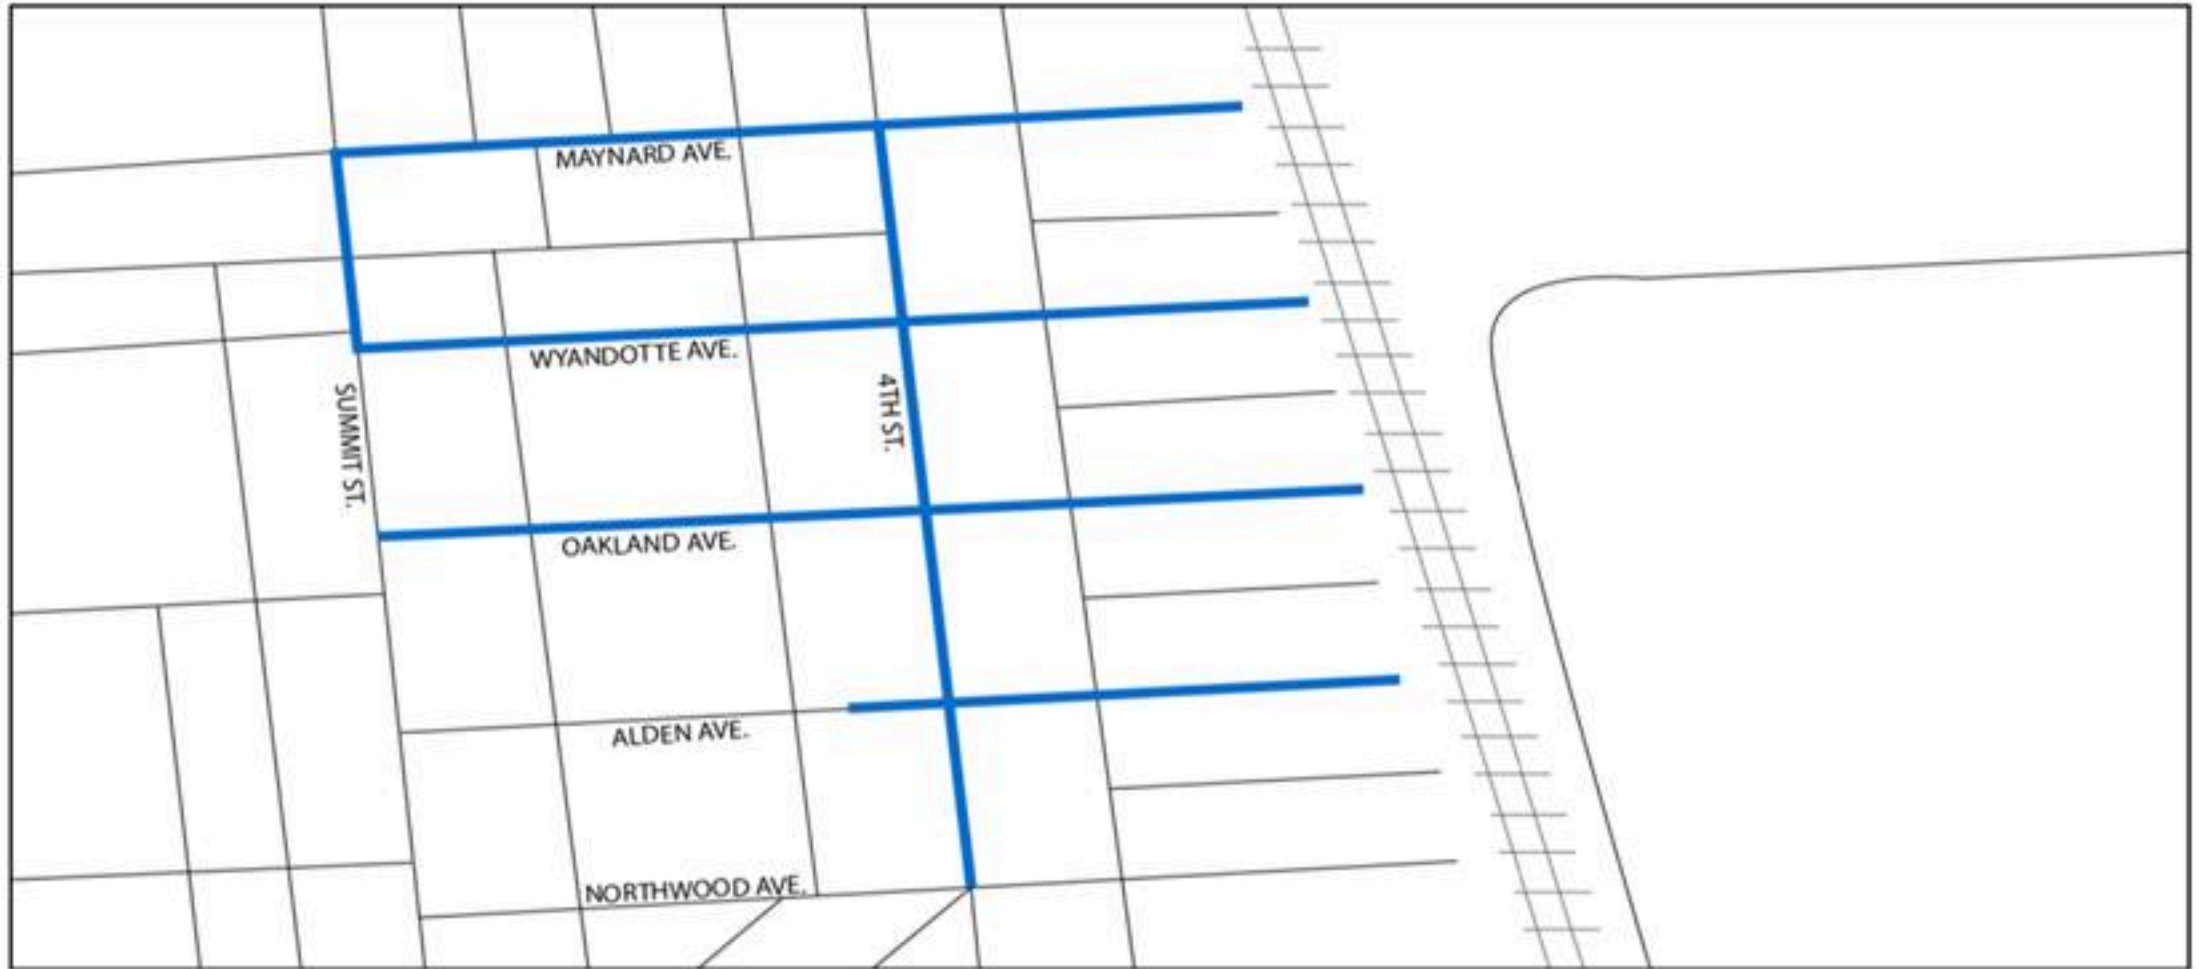 MAYNARD AVE.
WYANDOTTE AVE.
SUMMIT ST.
4TH ST.
OAKLAND AVE.
ALDEN AVE.
NORTHWOOD AVE.